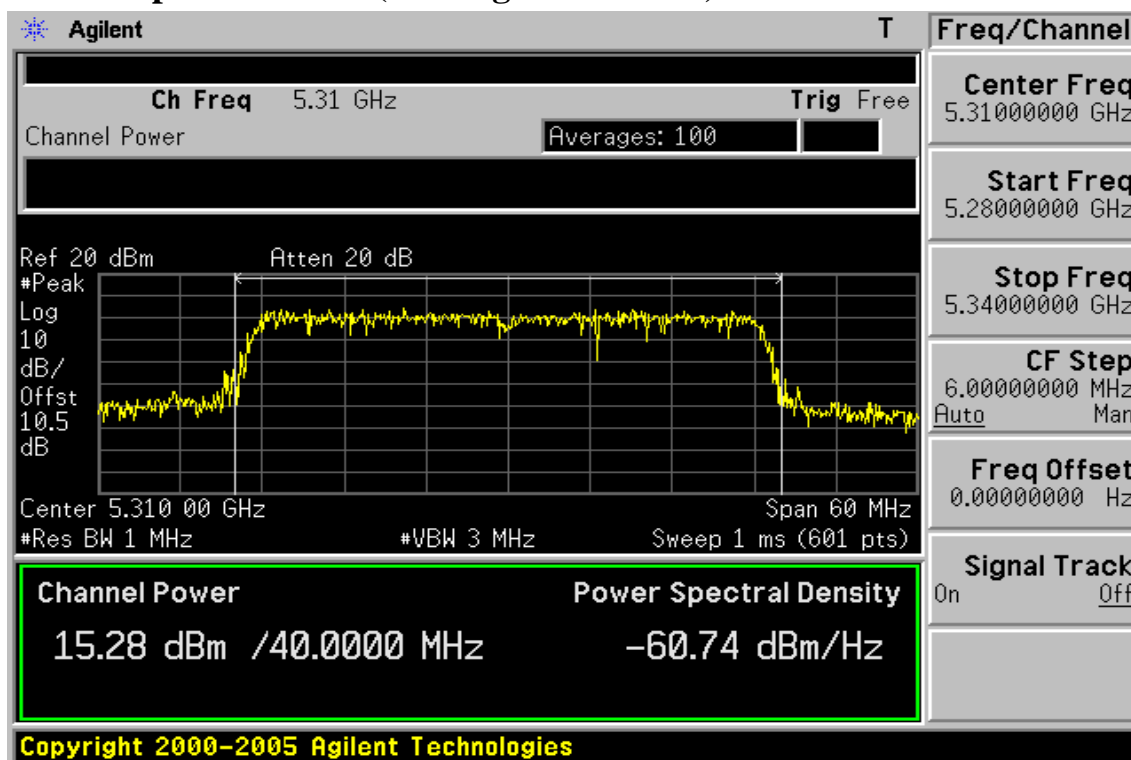 Agilent T Freq/Channel
Ch Freq 5.31 GHz Trig Free
Channel Power Averages: 100
Ref 20 dBm Atten 20 dB
#Peak
Log
10
dB/
Offst
10.5
dB
Center 5.310 00 GHz Span 60 MHz
#Res BW 1 MHz #VBW 3 MHz Sweep 1 ms (601 pts)
Channel Power Power Spectral Density
15.28 dBm /40.0000 MHz -60.74 dBm/Hz
Copyright 2000-2005 Agilent Technologies
Center Freq
5.31000000 GHz
Start Freq
5.28000000 GHz
Stop Freq
5.34000000 GHz
CF Step
6.00000000 MHz
Auto Man
Freq Offset
0.00000000 Hz
Signal Track
On Off